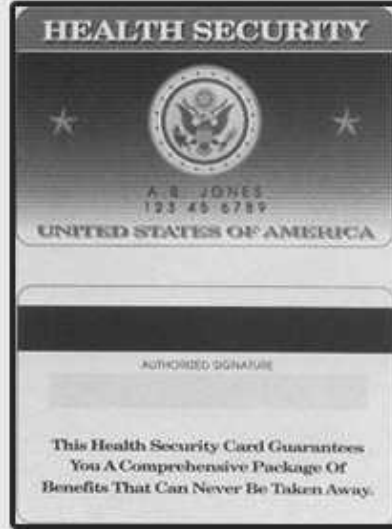 HEALTH SECURITY
A. B. JONES
123 45 6789
UNITED STATES OF AMERICA
AUTHORIZED SIGNATURE
This Health Security Card Guarantees
You A Comprehensive Package Of
Benefits That Can Never Be Taken Away.